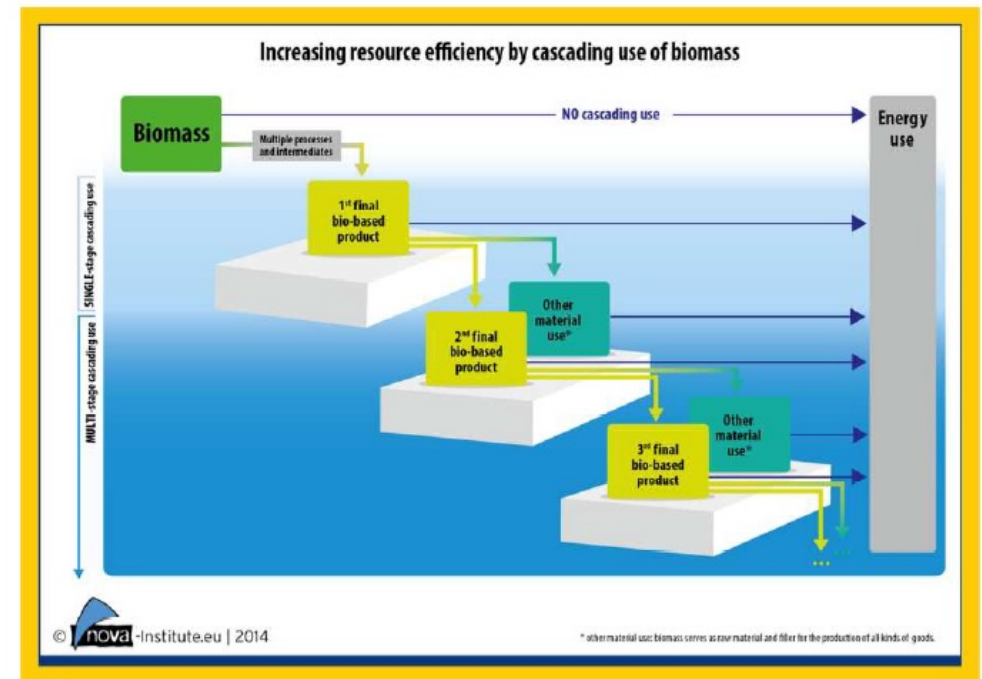 Increasing resource efficiency by cascading use of biomass
Biomass
NO cascading use
Energy
use
Multiple processes
and intermediates
SINGLE-stage cascading use
1st final
bio-based
product
MULTI-stage cascading use
Other
material
use*
2nd final
bio-based
product
Other
material
use*
3rd final
bio-based
product
...
...
© nova-Institute.eu | 2014
* other material use: biomass serves as raw material and filler for the production of all kinds of goods.